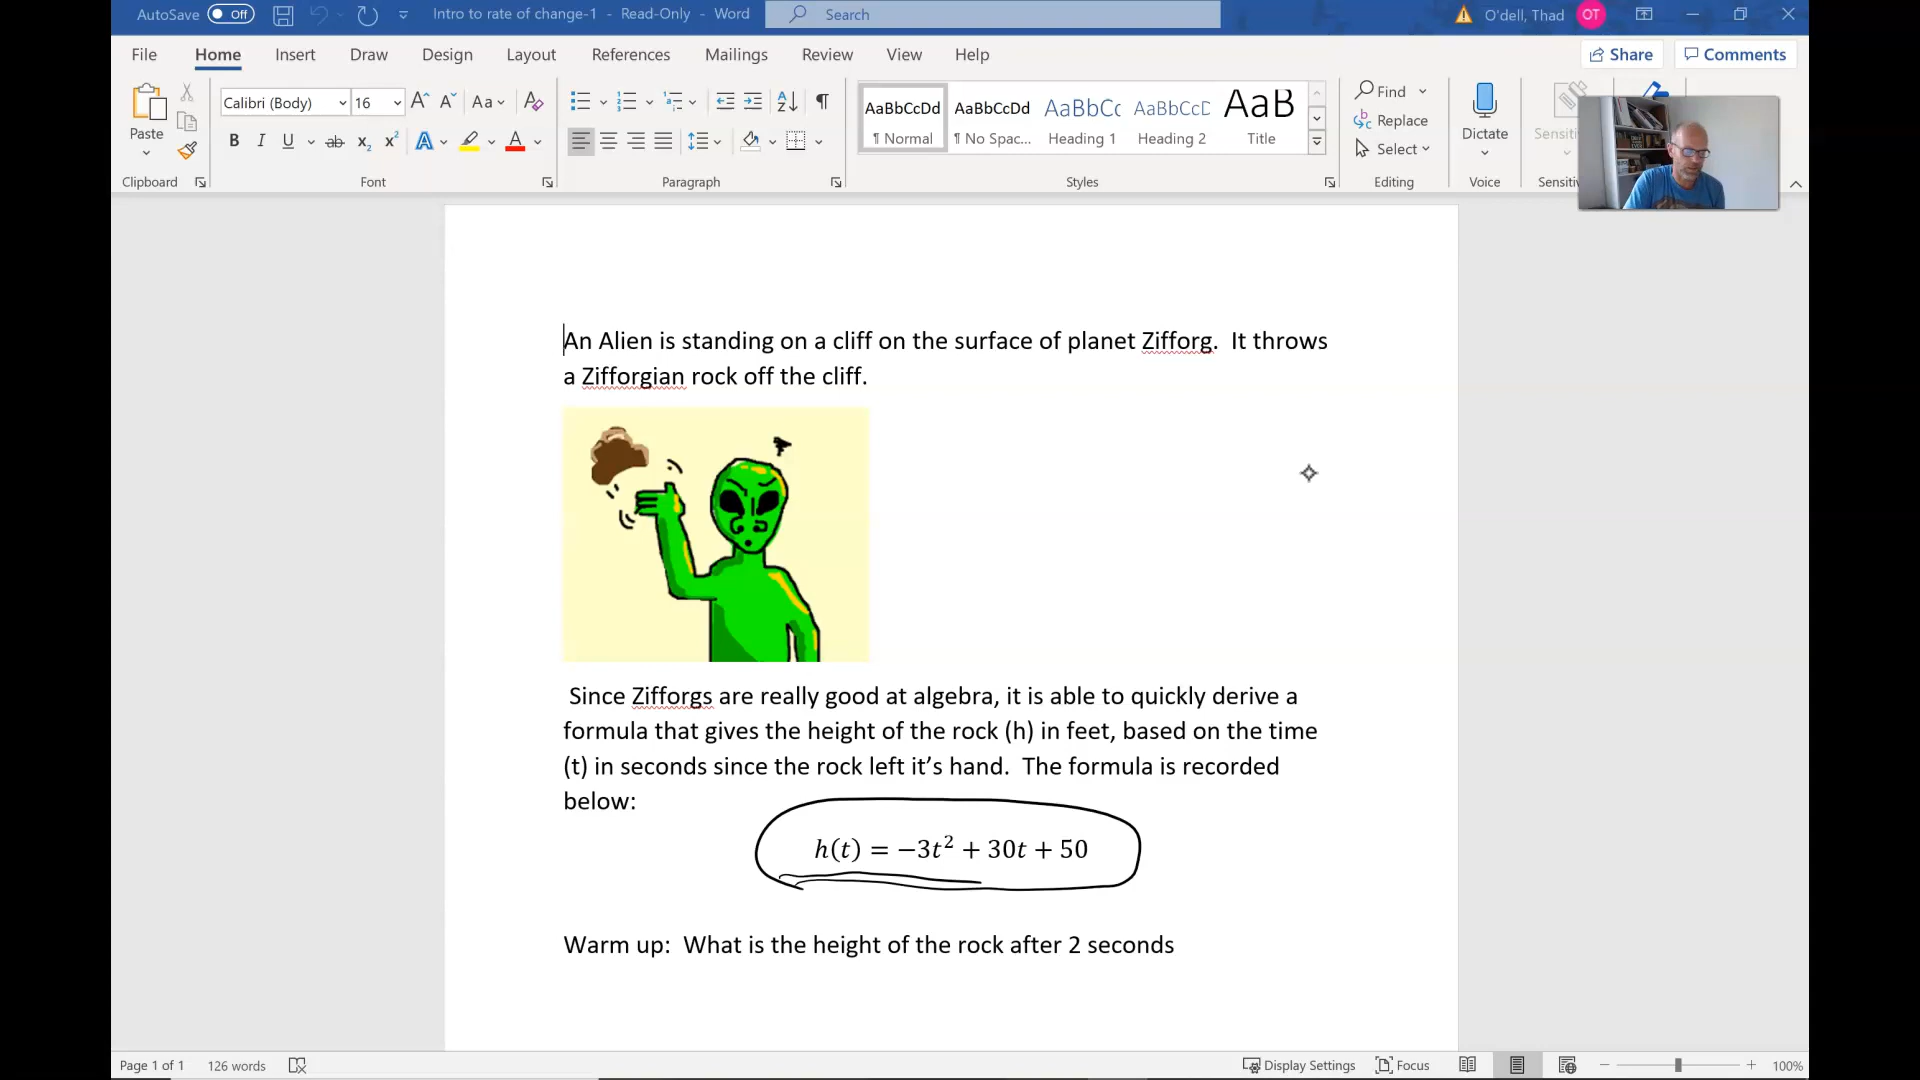 AutoSave Off Intro to rate of change-1 - Read-Only - Word Search O'dell, Thad OT
File Home Insert Draw Design Layout References Mailings Review View Help Share Comments
Calibri (Body) 16 Aa AaBbCcDd AaBbCcDd AaBbCc AaBbCcD AaB Find
Paste B I U ab x₂ x² A A ¶ Normal ¶ No Spac... Heading 1 Heading 2 Title Replace Select Dictate Sensiti
Clipboard Font Paragraph Styles Editing Voice Sensiti
An Alien is standing on a cliff on the surface of planet Zifforg. It throws
a Zifforgian rock off the cliff.
Since Zifforgs are really good at algebra, it is able to quickly derive a
formula that gives the height of the rock (h) in feet, based on the time
(t) in seconds since the rock left it's hand. The formula is recorded
below:
h(t) = −3t² + 30t + 50
Warm up: What is the height of the rock after 2 seconds
Page 1 of 1 126 words Display Settings Focus 100%